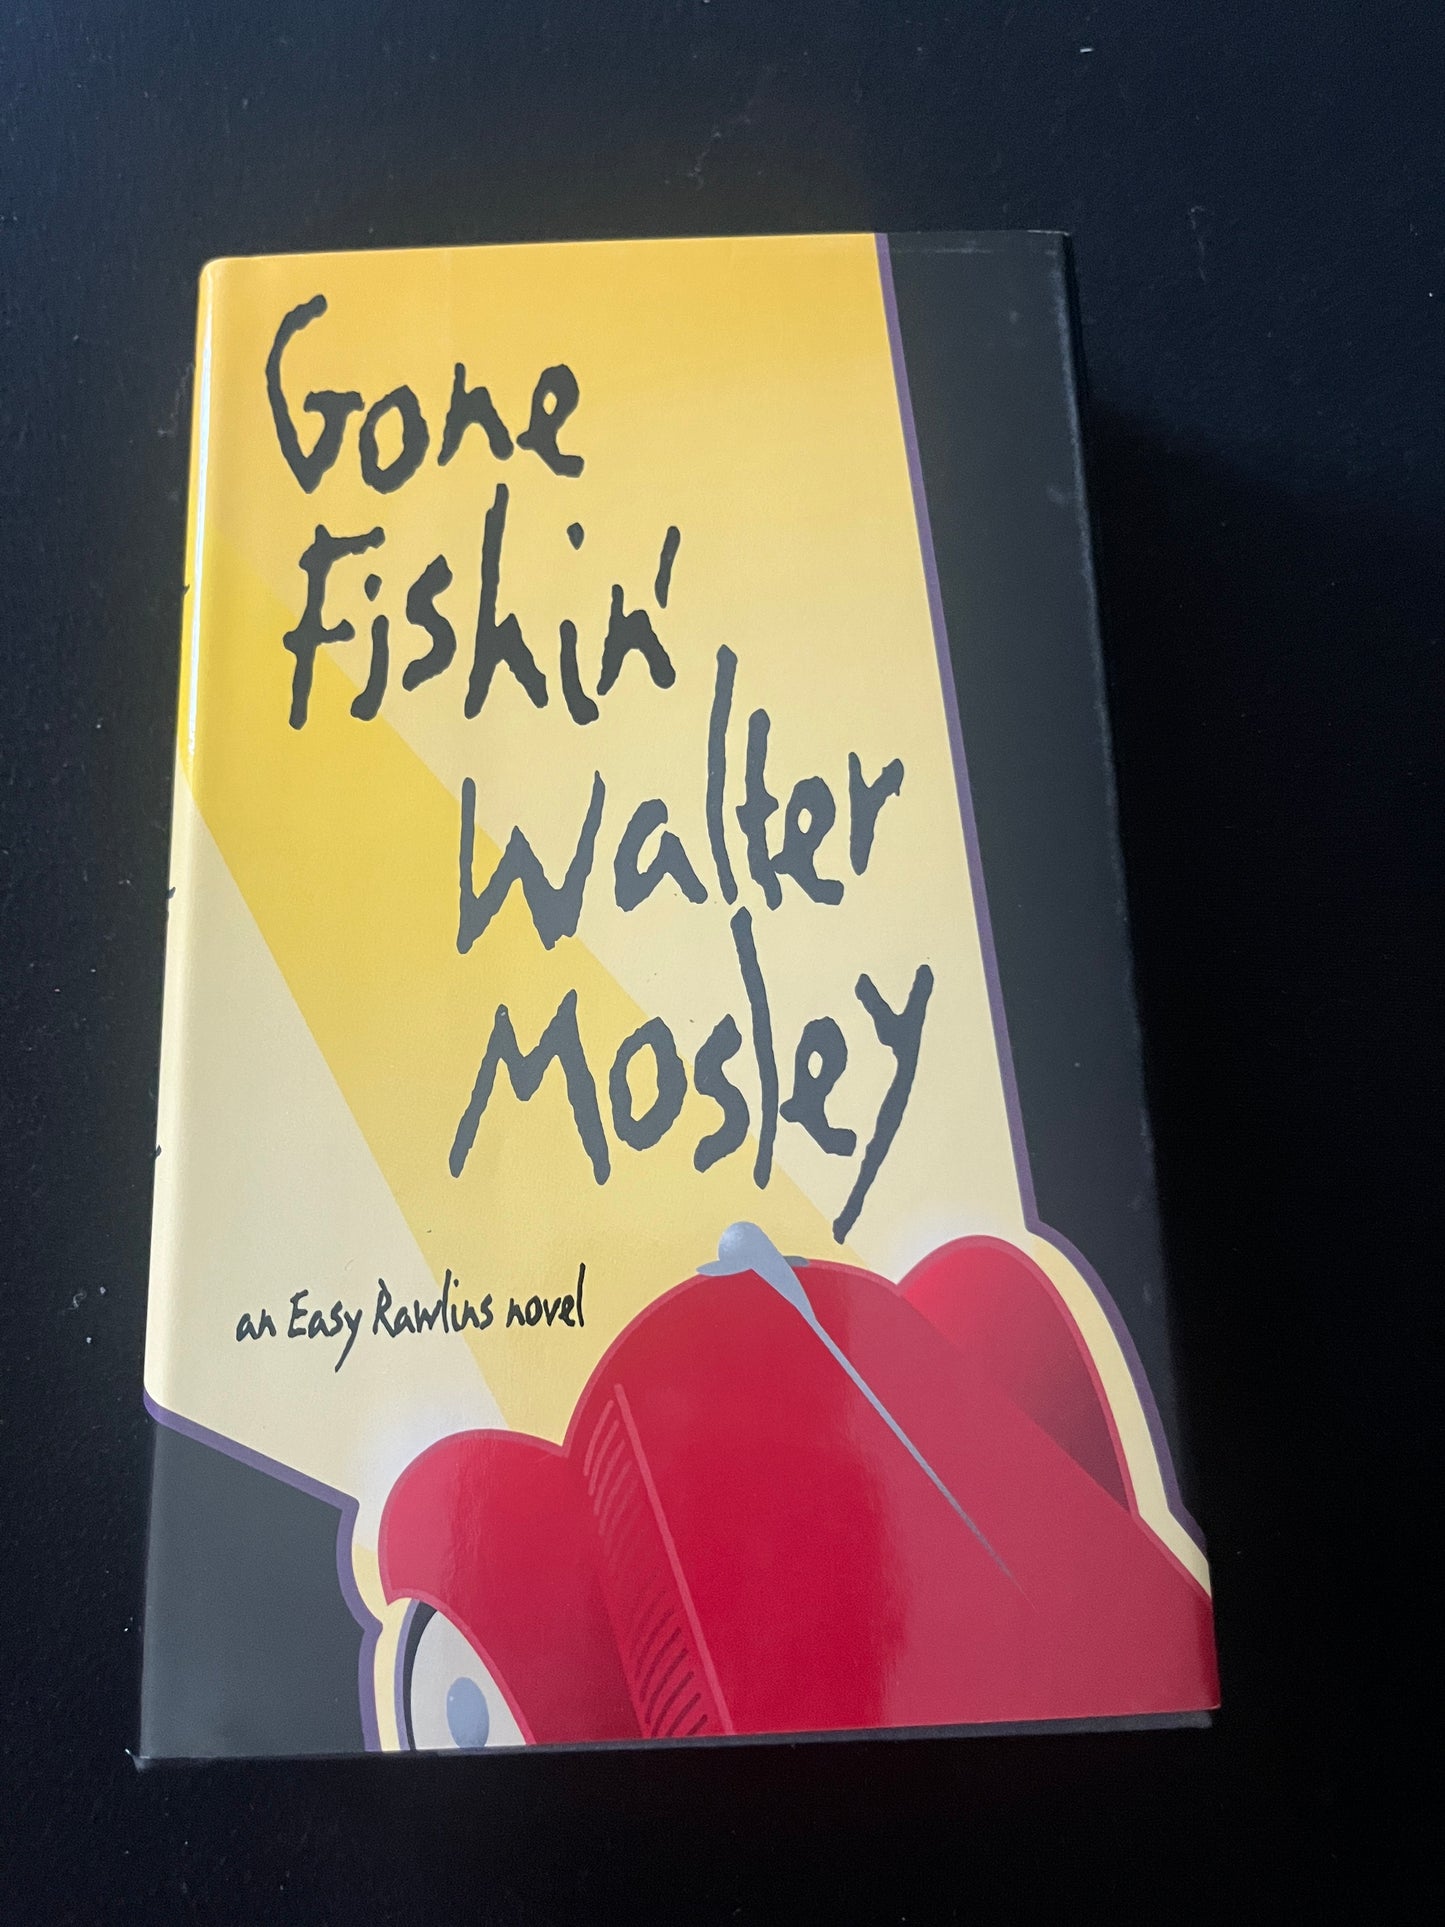 Gone
Fishin'
Walter
Mosley
an Easy Rawlins novel